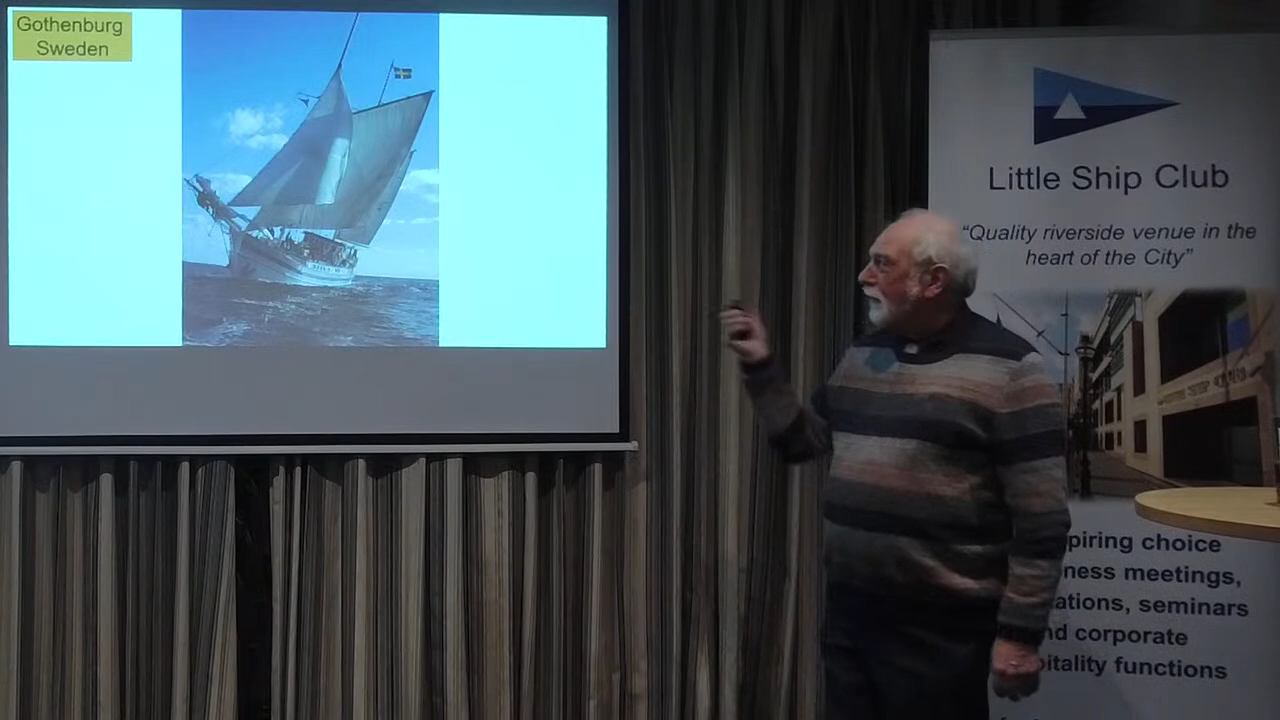 Gothenburg
Sweden
Little Ship Club
“Quality riverside venue in the
heart of the City”
piring choice
ness meetings,
ations, seminars
nd corporate
pitality functions